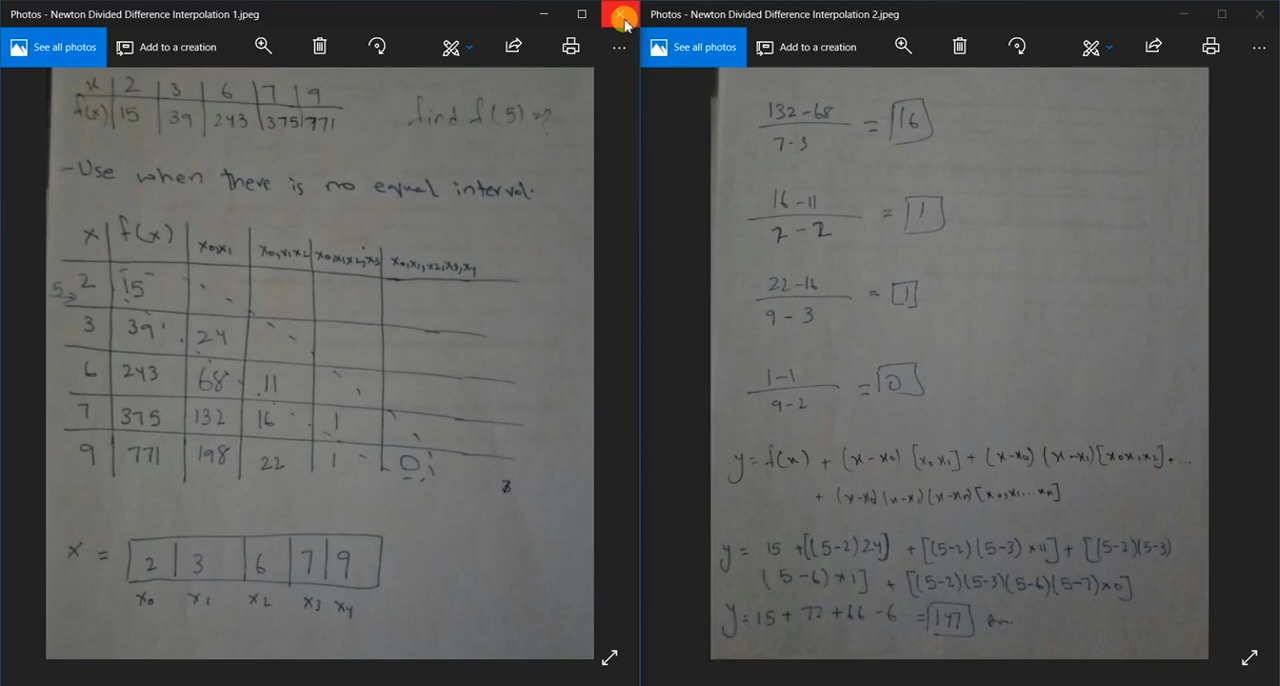 Photos - Newton Divided Difference Interpolation 1.jpeg
See all photos
Add to a creation
x 2 3 6 7 9
f(x) 15 39 243 375 771
find f(5)=?
-Use when there is no equal interval.
x f(x) x0,x1 x0,x1,x2 x0,x1,x2,x3 x0,x1,x2,x3,x4
5
2 15
3 39 24
6 243 68 11
7 375 132 16 1
9 771 198 22 1 0
x = 2 3 6 7 9
x0 x1 x2 x3 x4
Photos - Newton Divided Difference Interpolation 2.jpeg
See all photos
Add to a creation
132-68
7-3
= 16
16-11
7-2
= 1
22-16
9-3
= 1
1-1
9-2
= 0
y=f(x) + (x-x0) [x0 x1] + (x-x0) (x-x1) [x0x1x2]+...
+ (x-x0) (x-x1) (x-xn) [x0,x1...xn]
y= 15 +[(5-2)24] + [(5-2)(5-3)×11] + [(5-2)(5-3)
(5-6)×1] + [(5-2)(5-3)(5-6)(5-7)×0]
y=15+72+66-6 =147